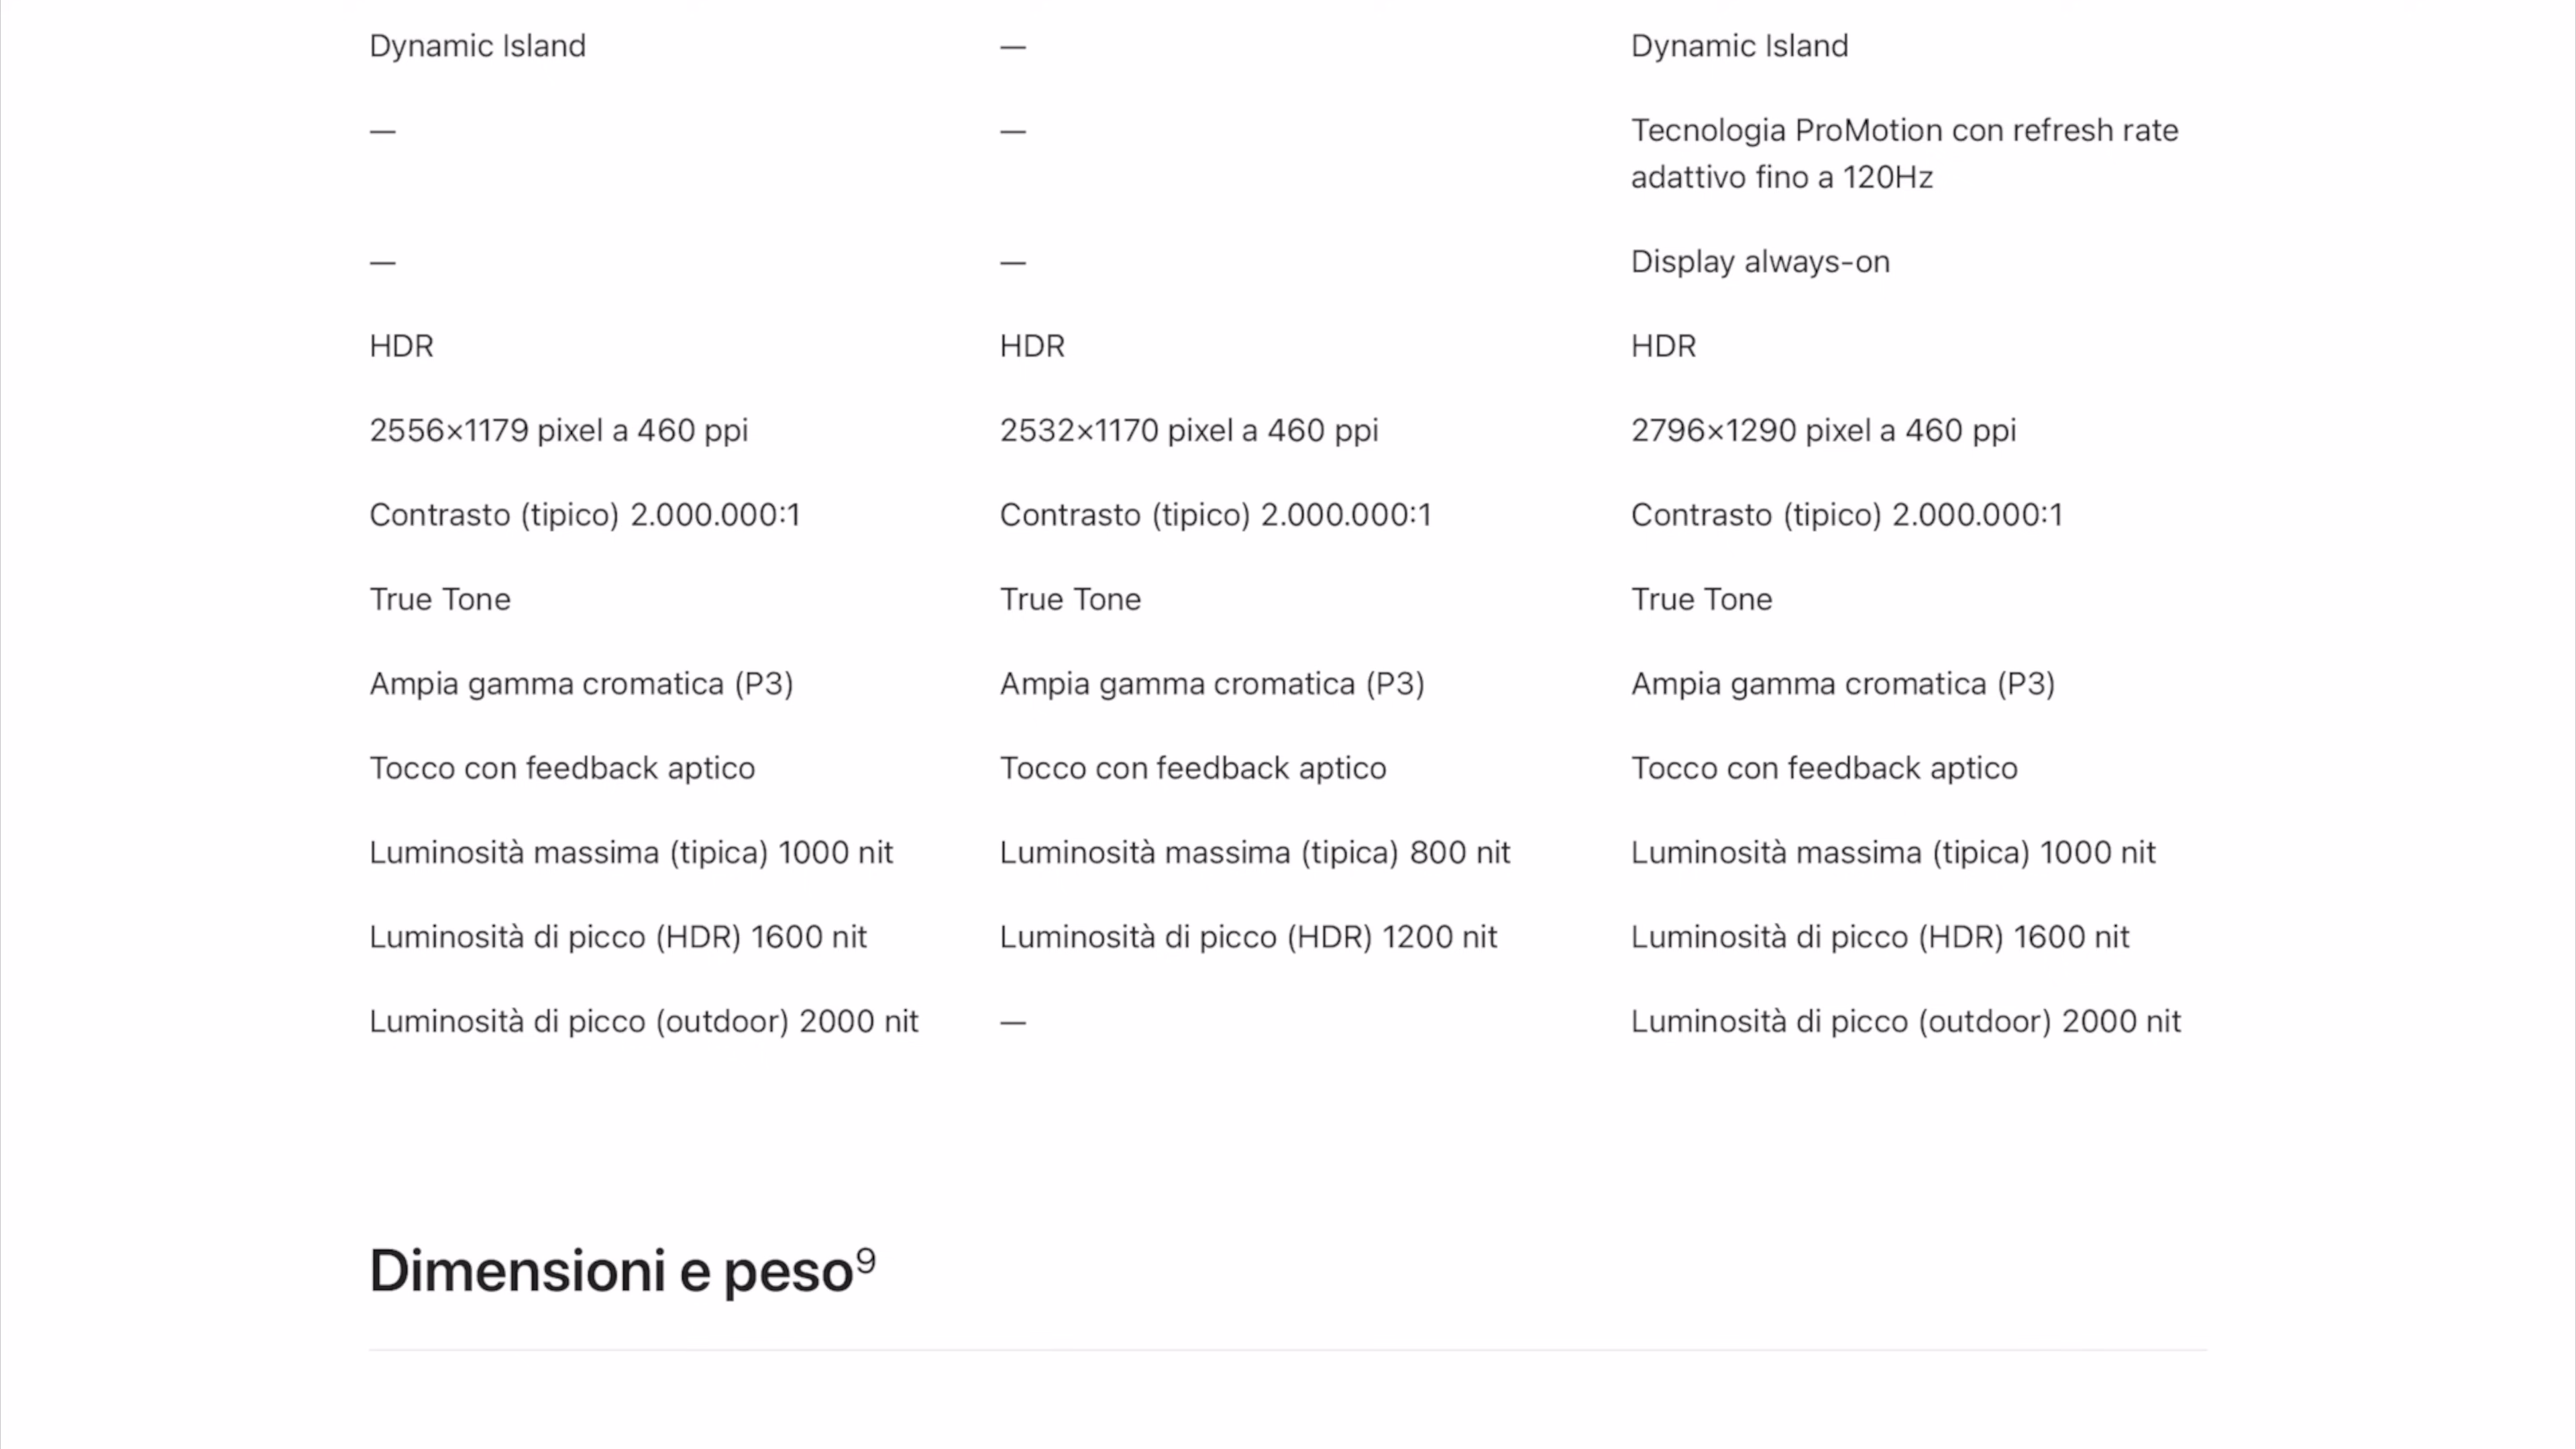 Dynamic Island — Dynamic Island
— — Tecnologia ProMotion con refresh rate
adattivo fino a 120Hz
— — Display always-on
HDR HDR HDR
2556×1179 pixel a 460 ppi 2532×1170 pixel a 460 ppi 2796×1290 pixel a 460 ppi
Contrasto (tipico) 2.000.000:1 Contrasto (tipico) 2.000.000:1 Contrasto (tipico) 2.000.000:1
True Tone True Tone True Tone
Ampia gamma cromatica (P3) Ampia gamma cromatica (P3) Ampia gamma cromatica (P3)
Tocco con feedback aptico Tocco con feedback aptico Tocco con feedback aptico
Luminosità massima (tipica) 1000 nit Luminosità massima (tipica) 800 nit Luminosità massima (tipica) 1000 nit
Luminosità di picco (HDR) 1600 nit Luminosità di picco (HDR) 1200 nit Luminosità di picco (HDR) 1600 nit
Luminosità di picco (outdoor) 2000 nit — Luminosità di picco (outdoor) 2000 nit
Dimensioni e peso⁹